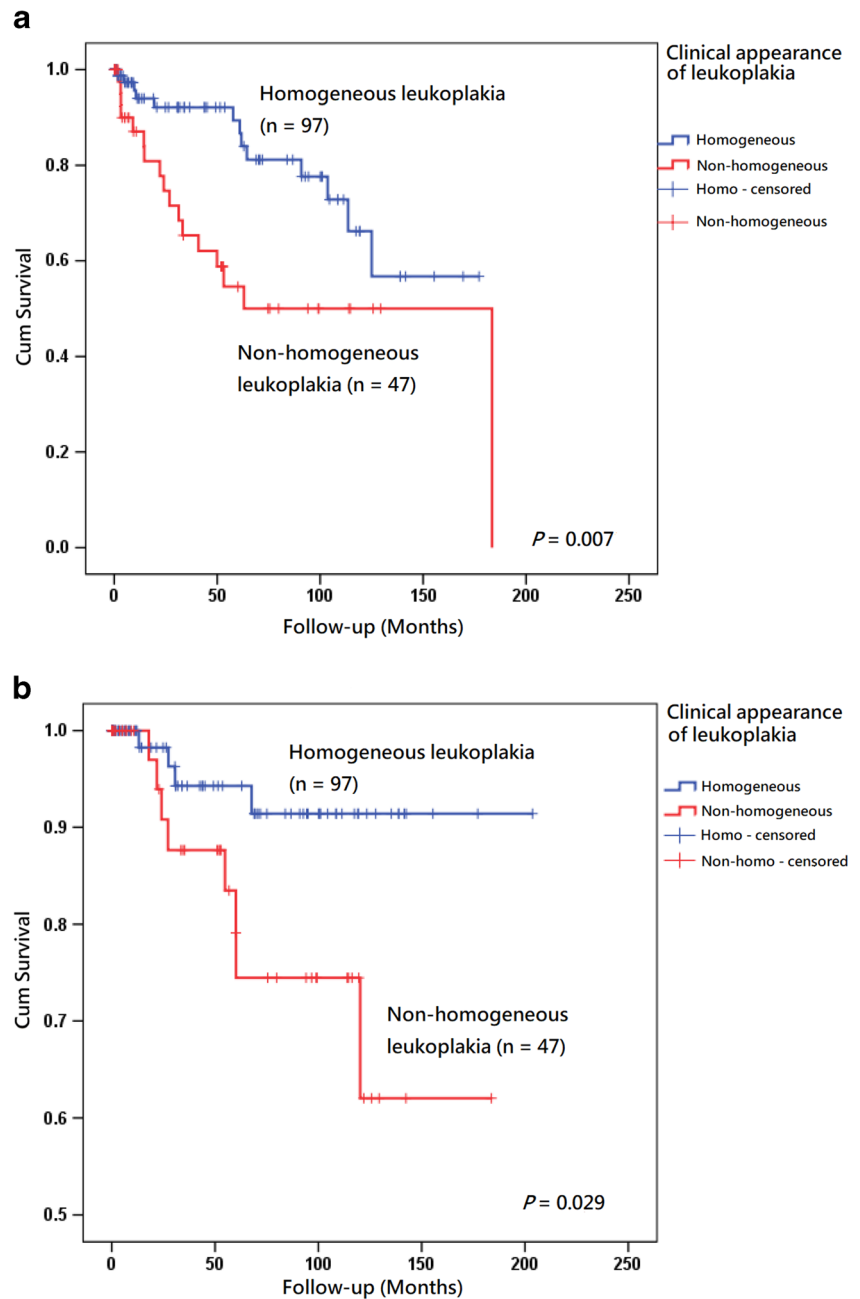 a
Clinical appearance
of leukoplakia
Homogeneous
Non-homogeneous
Homo - censored
Non-homogeneous
1.0
0.8
0.6
0.4
0.2
0.0
Cum Survival
Homogeneous leukoplakia
(n = 97)
Non-homogeneous
leukoplakia (n = 47)
P = 0.007
0 50 100 150 200 250
Follow-up (Months)
b
Clinical appearance
of leukoplakia
Homogeneous
Non-homogeneous
Homo - censored
Non-homo - censored
1.0
0.9
0.8
0.7
0.6
0.5
Cum Survival
Homogeneous leukoplakia
(n = 97)
Non-homogeneous
leukoplakia (n = 47)
P = 0.029
0 50 100 150 200 250
Follow-up (Months)